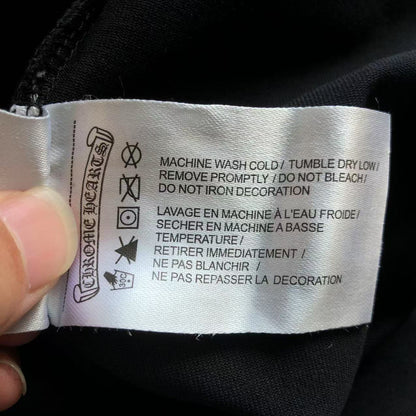 CHROME HEARTS
MACHINE WASH COLD / TUMBLE DRY LOW /
REMOVE PROMPTLY / DO NOT BLEACH /
DO NOT IRON DECORATION
LAVAGE EN MACHINE À L'EAU FROIDE /
SECHER EN MACHINE A BASSE
TEMPERATURE /
RETIRER IMMEDIATEMENT /
NE PAS BLANCHIR /
NE PAS REPASSER LA DECORATION